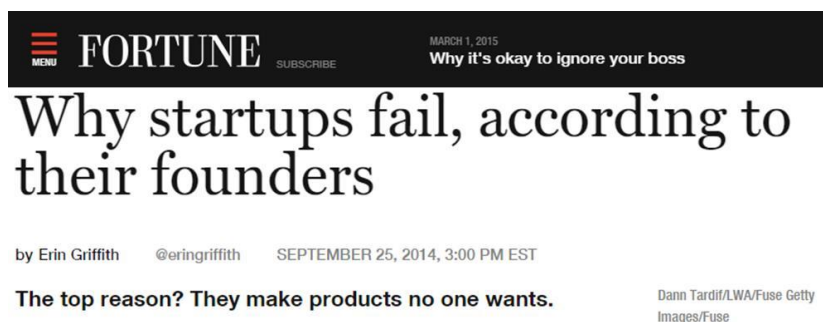 MARCH 1, 2015
MENU FORTUNE SUBSCRIBE Why it's okay to ignore your boss
Why startups fail, according to
their founders
by Erin Griffith @eringriffith SEPTEMBER 25, 2014, 3:00 PM EST
The top reason? They make products no one wants.
Dann Tardif/LWA/Fuse Getty
Images/Fuse